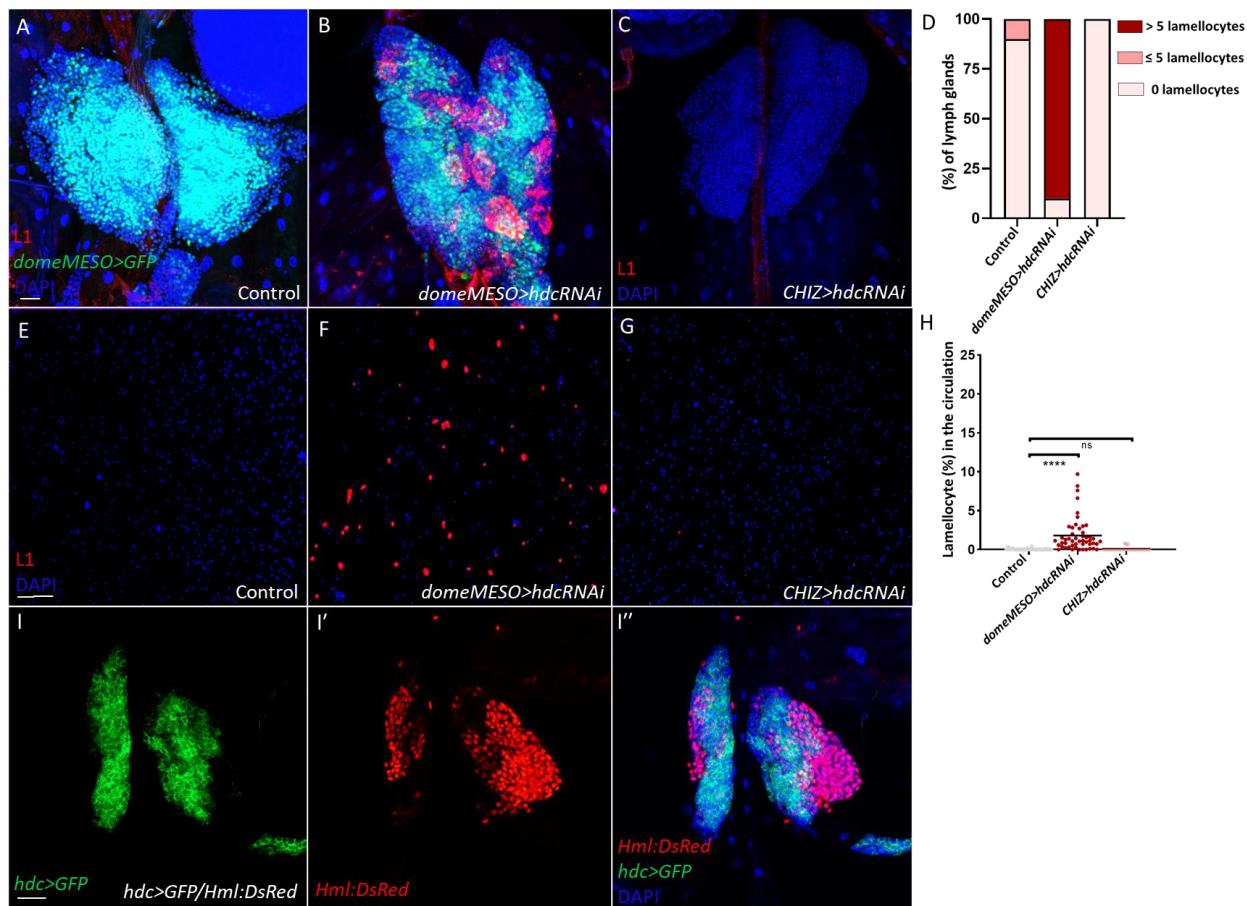 A
L1
domeMESO>GFP
DAPI
Control
B
domeMESO>hdcRNAi
C
L1
DAPI
CHIZ>hdcRNAi
D
(%) of lymph glands
100
75
50
25
0
Control
domeMESO>hdcRNAi
CHIZ>hdcRNAi
> 5 lamellocytes
≤ 5 lamellocytes
0 lamellocytes
E
L1
DAPI
Control
F
domeMESO>hdcRNAi
G
CHIZ>hdcRNAi
H
Lamellocyte (%) in the circulation
25
20
15
10
5
0
ns
****
Control
domeMESO>hdcRNAi
CHIZ>hdcRNAi
I
hdc>GFP
hdc>GFP/Hml:DsRed
I'
Hml:DsRed
I''
Hml:DsRed
hdc>GFP
DAPI